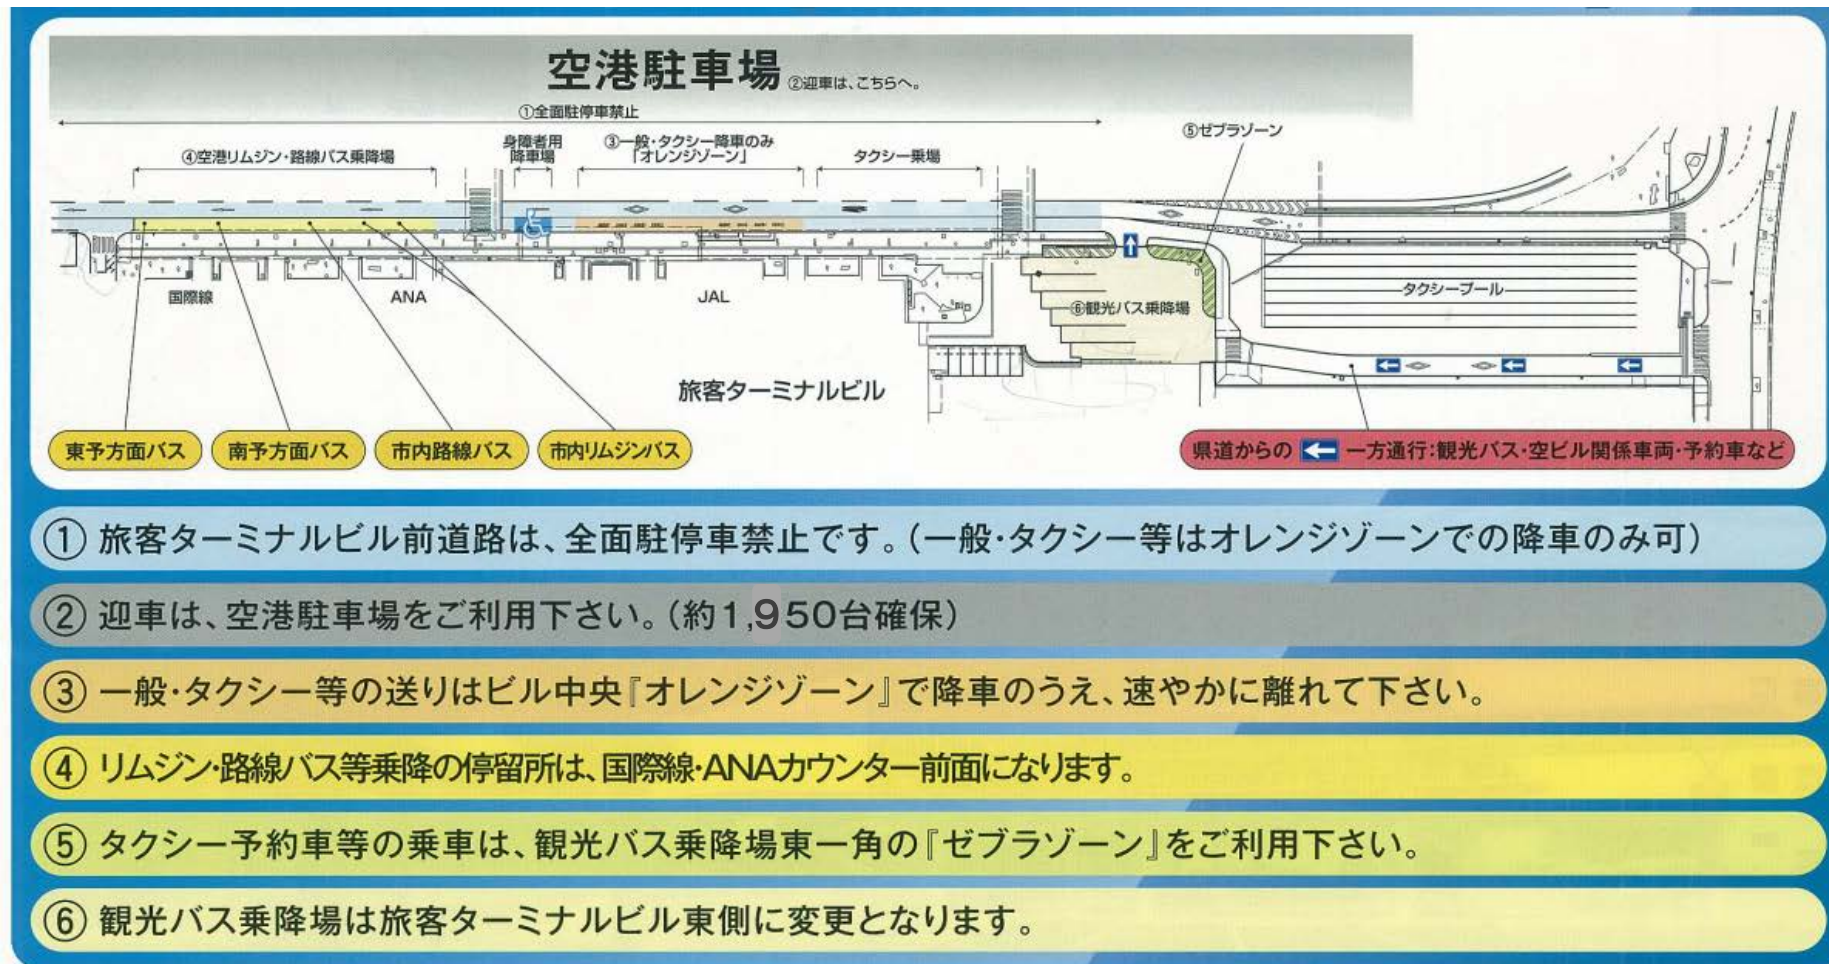 空港駐車場 ②迎車は、こちらへ。
①全面駐停車禁止
④空港リムジン・路線バス乗降場
身障者用
降車場
③一般・タクシー降車のみ
「オレンジゾーン」
タクシー乗場
⑤ゼブラゾーン
国際線
ANA
JAL
⑥観光バス乗降場
タクシープール
旅客ターミナルビル
東予方面バス
南予方面バス
市内路線バス
市内リムジンバス
県道からの ← 一方通行：観光バス・空ビル関係車両・予約車など
① 旅客ターミナルビル前道路は、全面駐停車禁止です。（一般・タクシー等はオレンジゾーンでの降車のみ可）
② 迎車は、空港駐車場をご利用下さい。（約1,950台確保）
③ 一般・タクシー等の送りはビル中央『オレンジゾーン』で降車のうえ、速やかに離れて下さい。
④ リムジン・路線バス等乗降の停留所は、国際線・ANAカウンター前面になります。
⑤ タクシー予約車等の乗車は、観光バス乗降場東一角の『ゼブラゾーン』をご利用下さい。
⑥ 観光バス乗降場は旅客ターミナルビル東側に変更となります。